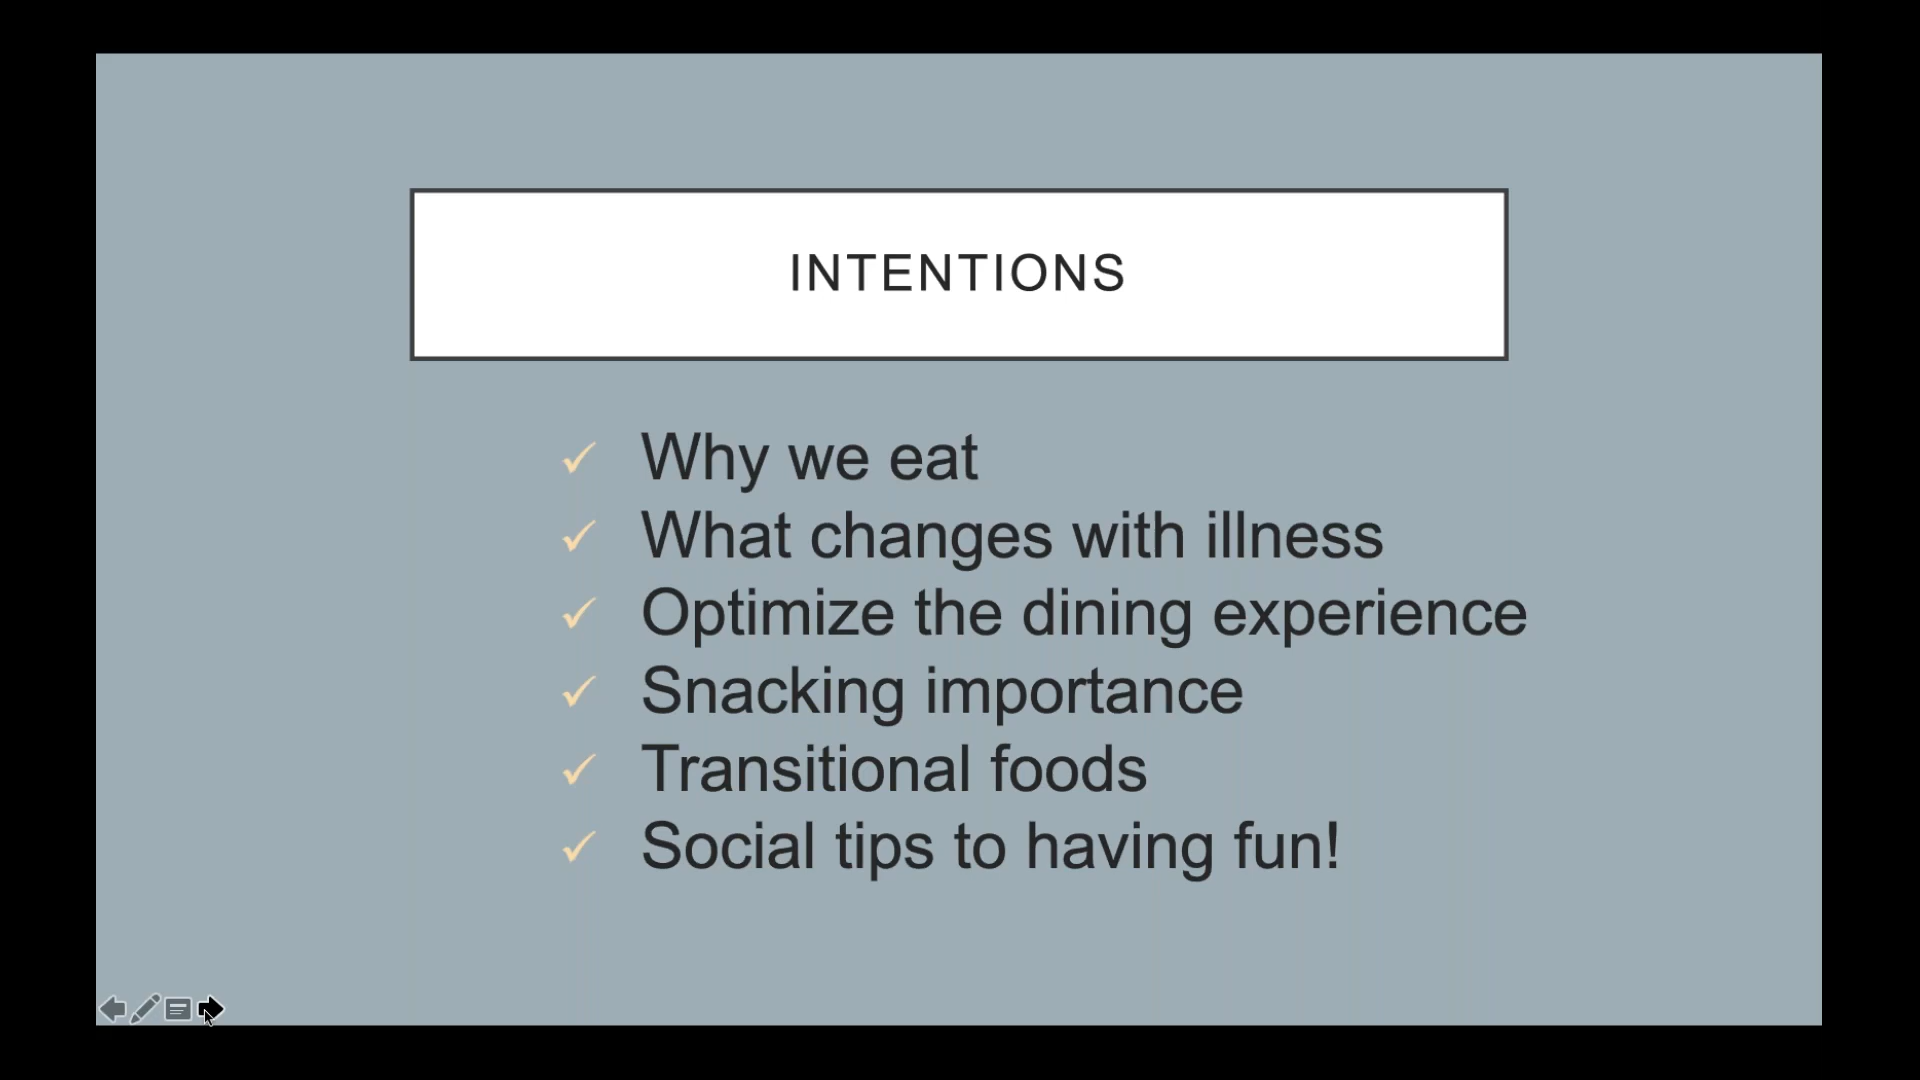 INTENTIONS
Why we eat
What changes with illness
Optimize the dining experience
Snacking importance
Transitional foods
Social tips to having fun!